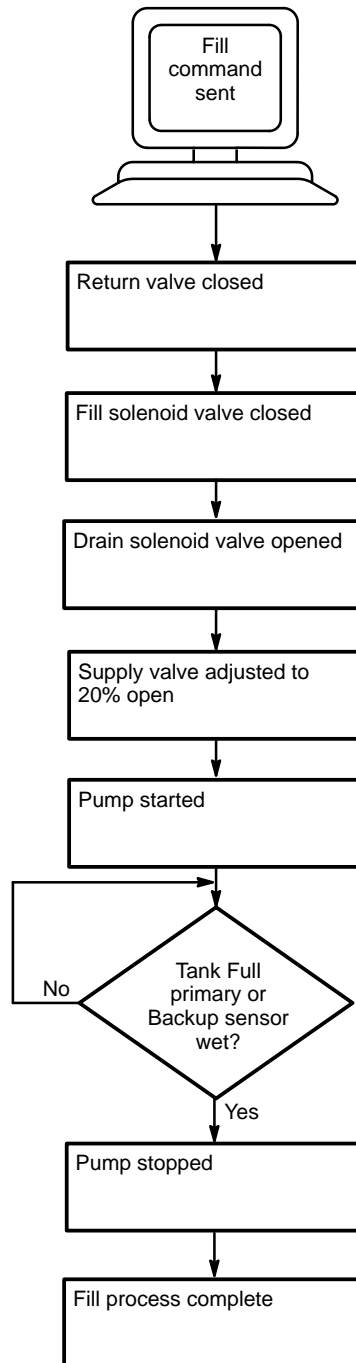 Fill
command
sent
Return valve closed
Fill solenoid valve closed
Drain solenoid valve opened
Supply valve adjusted to
20% open
Pump started
No
Tank Full
primary or
Backup sensor
wet?
Yes
Pump stopped
Fill process complete